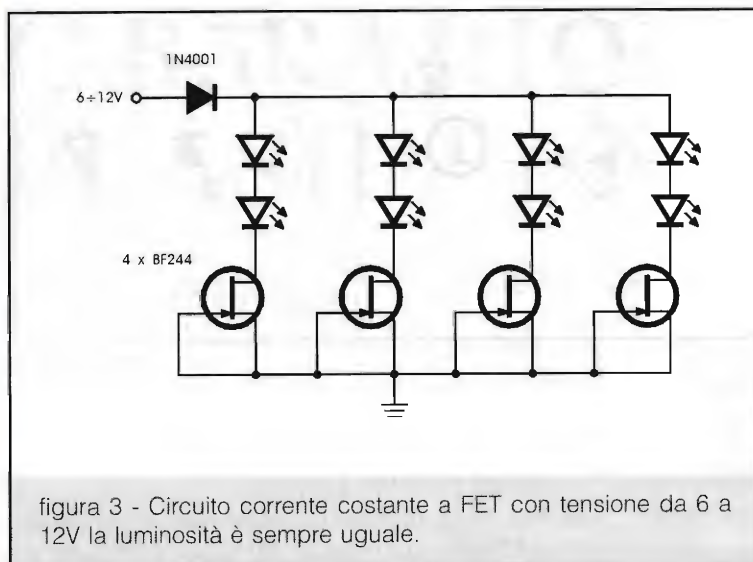 1N4001
6÷12V
4 x BF244
figura 3 - Circuito corrente costante a FET con tensione da 6 a
12V la luminosità è sempre uguale.